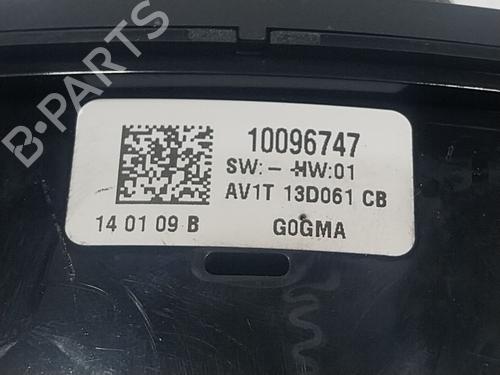 B-PARTS
10096747
SW:- HW:01
AV1T 13D061 CB
14 01 09 B
G0GMA